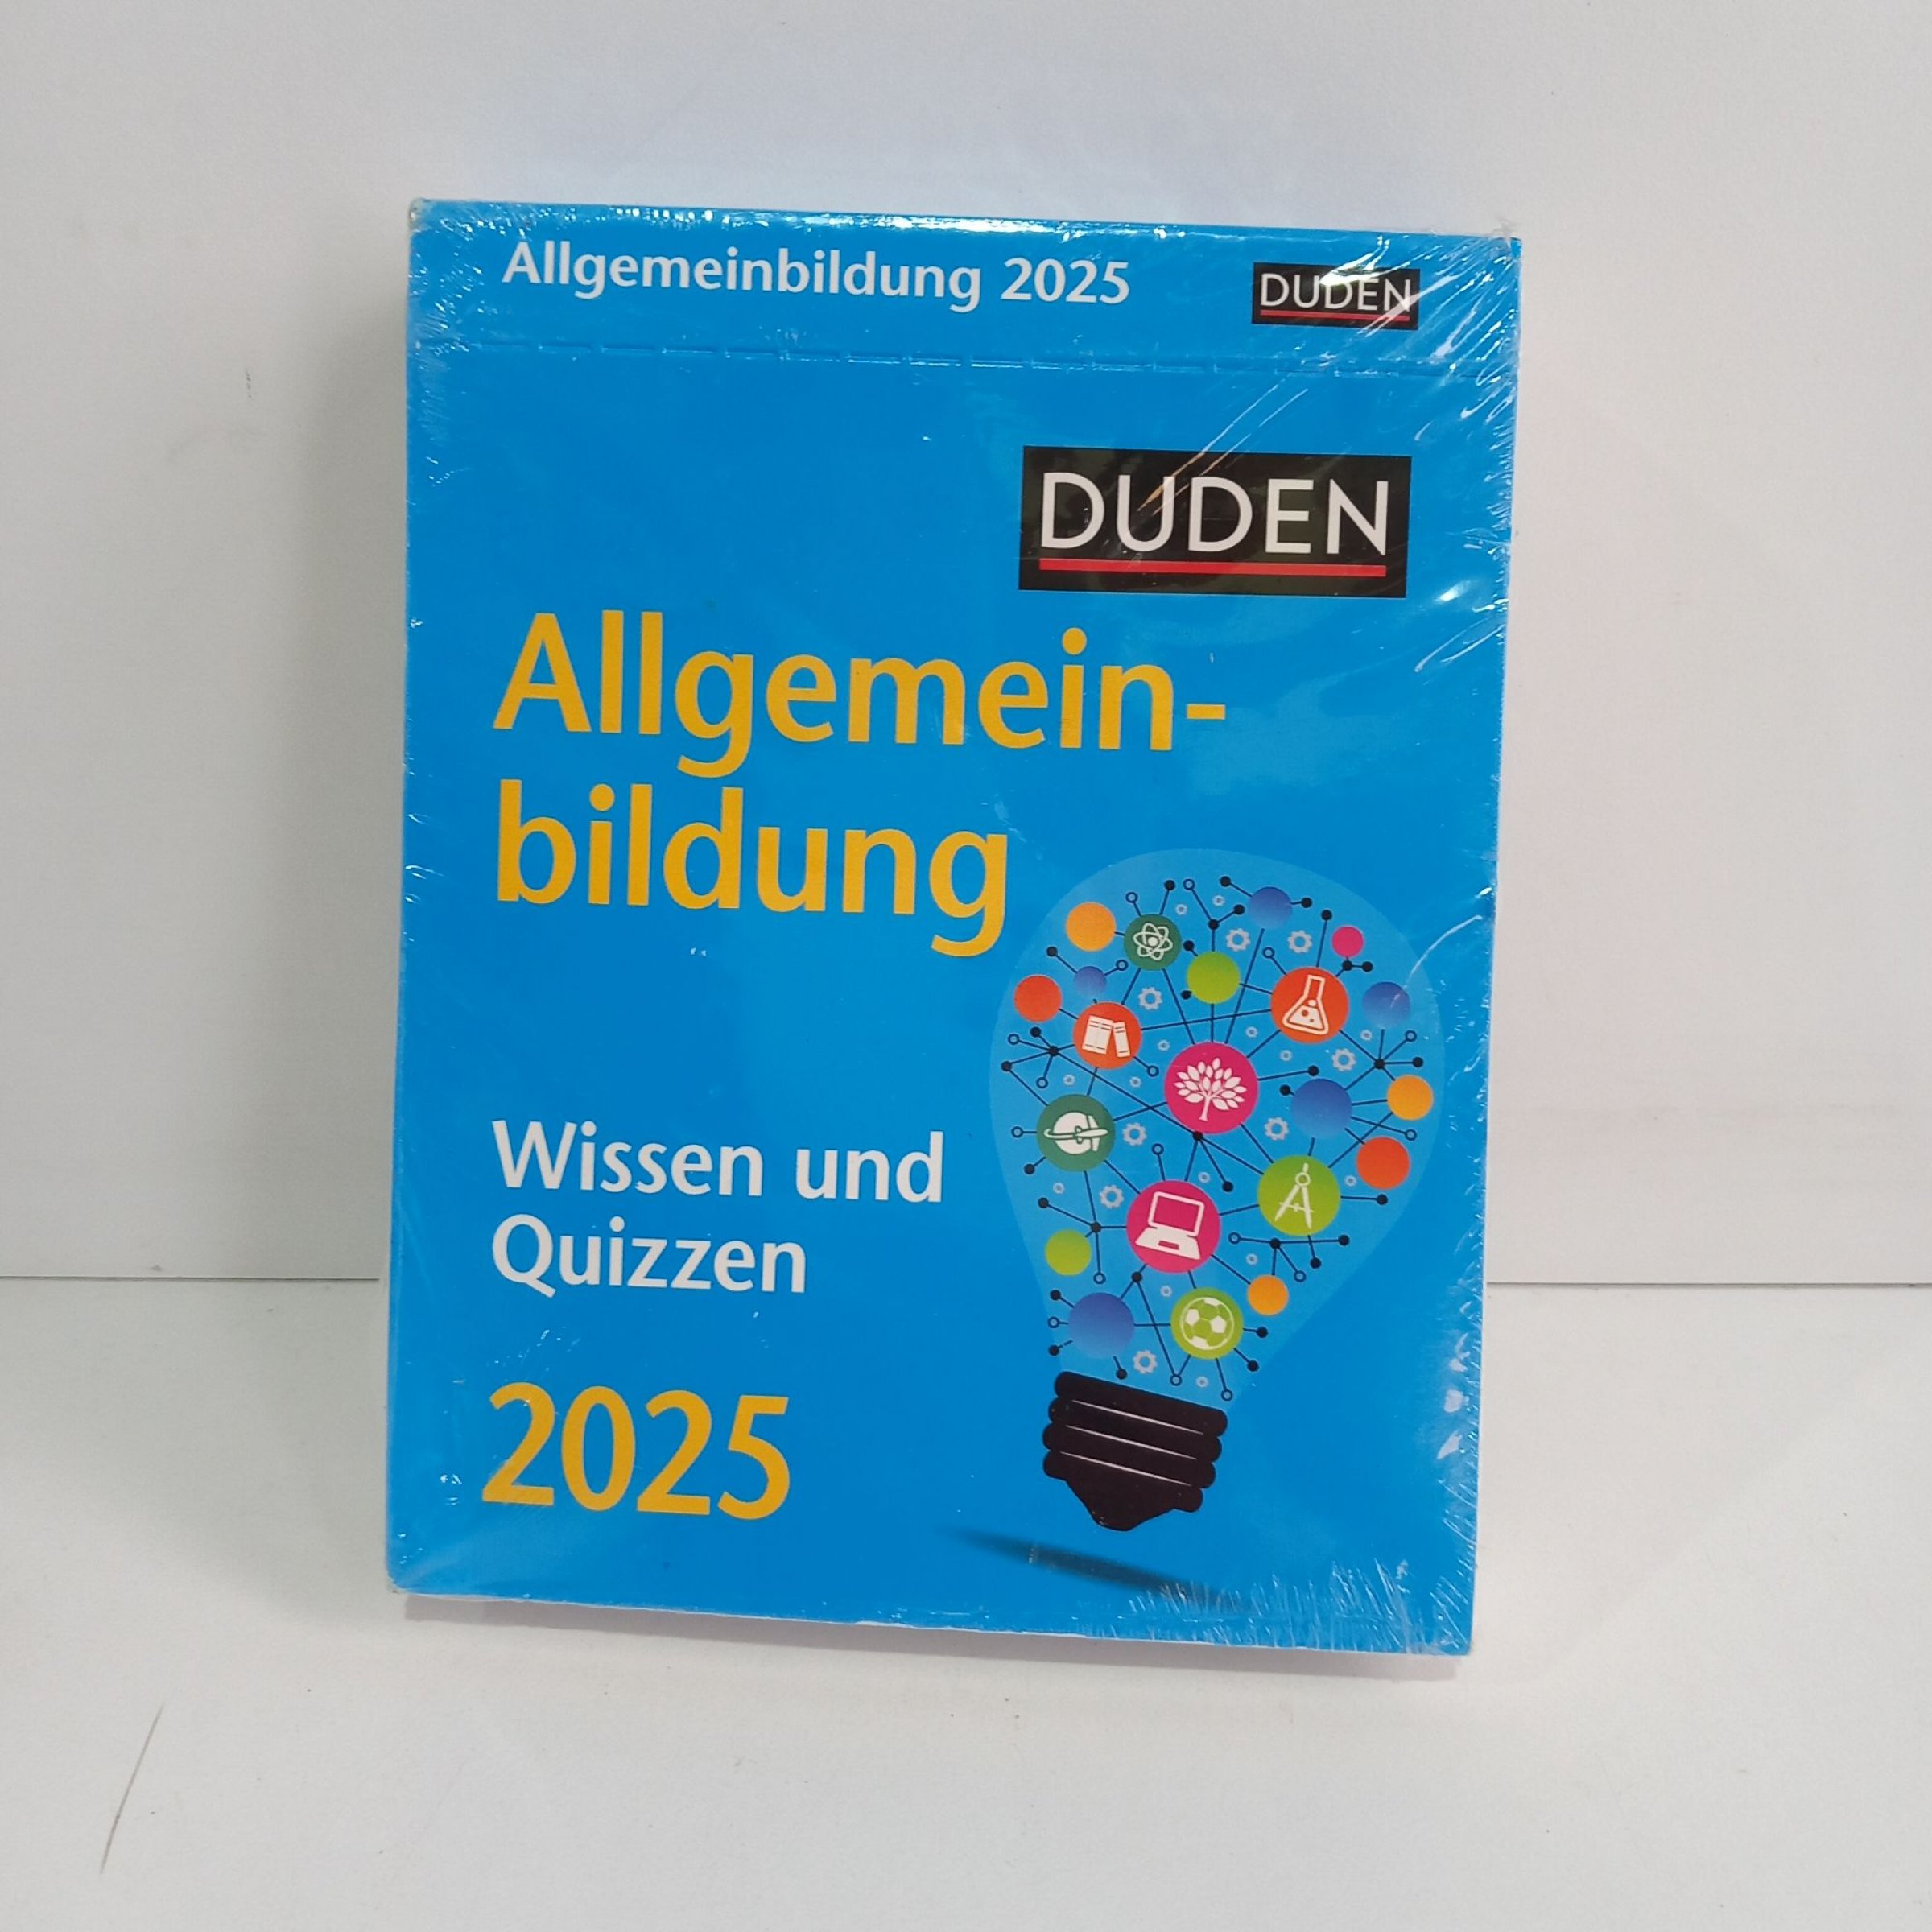 Allgemeinbildung 2025
DUDEN
DUDEN
Allgemein-
bildung
Wissen und
Quizzen
2025